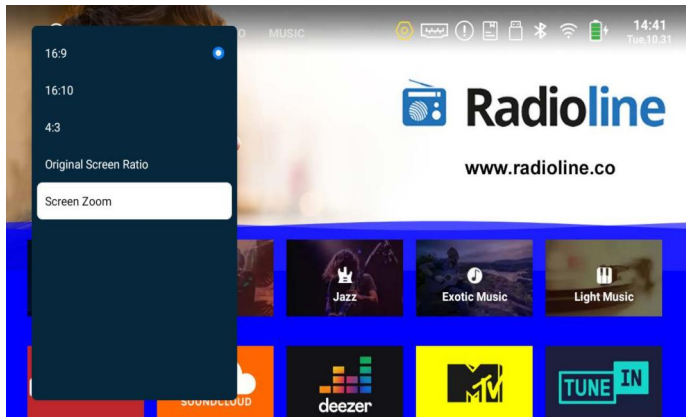 MUSIC
14:41
Tue,10.31
16:9
16:10
4:3
Original Screen Ratio
Screen Zoom
Radioline
www.radioline.co
Jazz
Exotic Music
Light Music
SOUNDCLOUD
deezer
MTV
TUNE IN